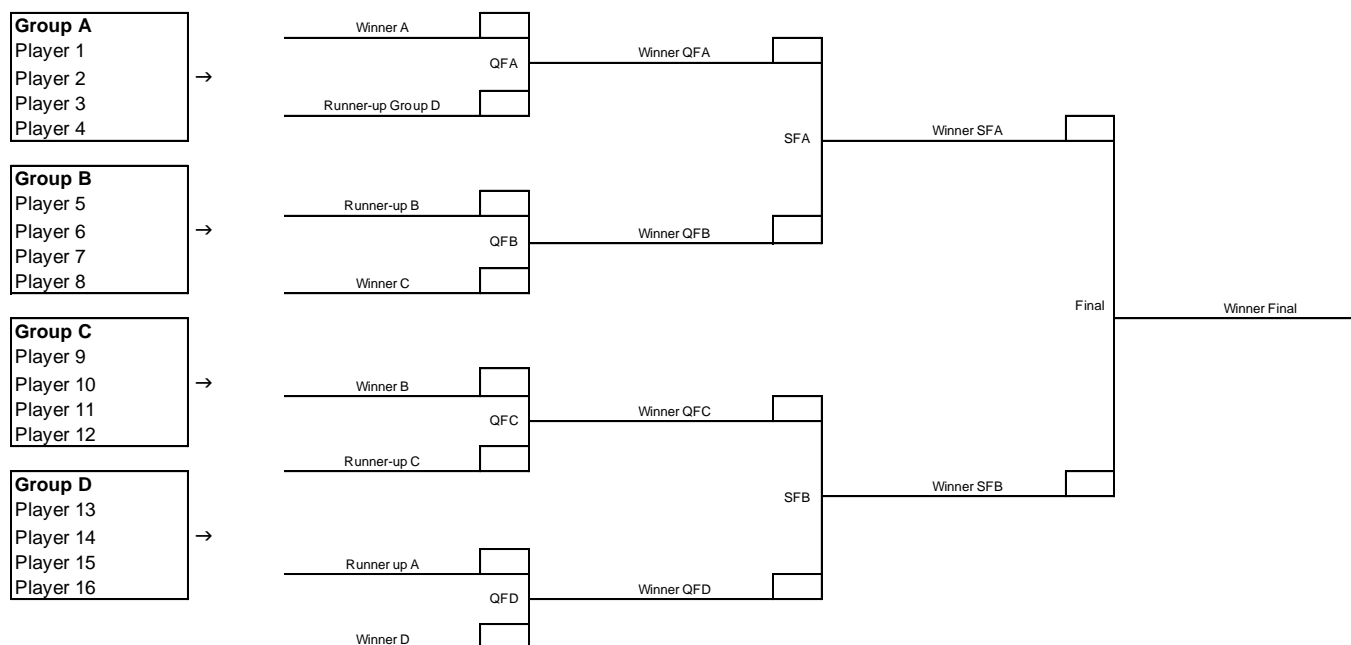 Group A
Player 1
Player 2
Player 3
Player 4
→
Group B
Player 5
Player 6
Player 7
Player 8
→
Group C
Player 9
Player 10
Player 11
Player 12
→
Group D
Player 13
Player 14
Player 15
Player 16
→
Winner A
QFA
Runner-up Group D
Runner-up B
QFB
Winner C
Winner B
QFC
Runner-up C
Runner up A
QFD
Winner D
Winner QFA
SFA
Winner QFB
Winner QFC
SFB
Winner QFD
Winner SFA
Final
Winner SFB
Winner Final